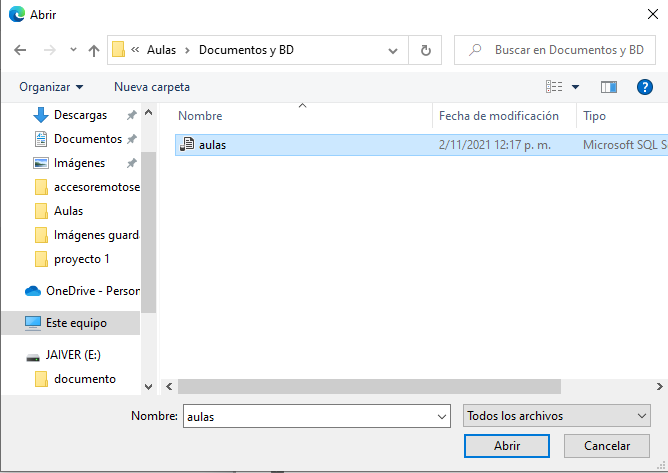 Abrir
« Aulas > Documentos y BD
Buscar en Documentos y BD
Organizar
Nueva carpeta
?
Nombre
Fecha de modificación
Tipo
aulas
2/11/2021 12:17 p. m.
Microsoft SQL S
Descargas
Documentos
Imágenes
accesoremotose
Aulas
Imágenes guard
proyecto 1
OneDrive - Person
Este equipo
JAIVER (E:)
documento
Nombre:
aulas
Todos los archivos
Abrir
Cancelar